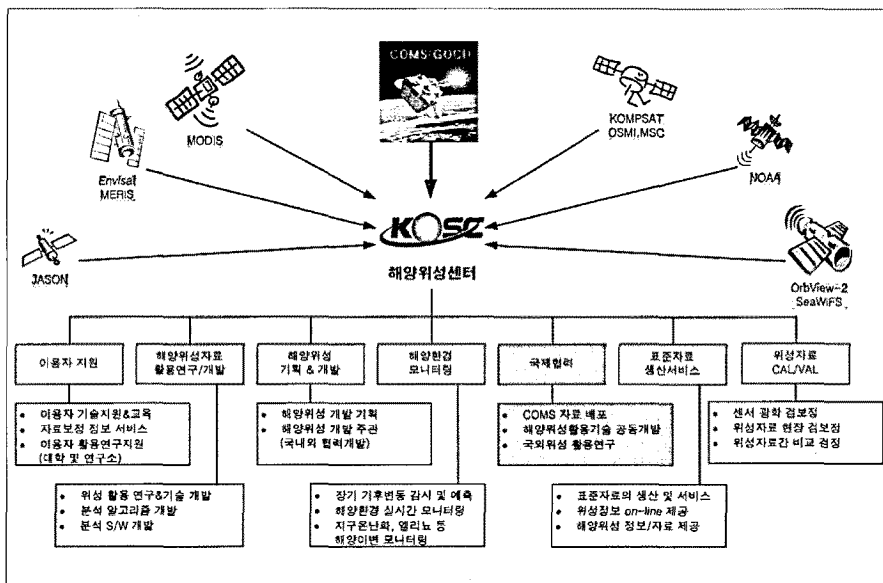 COMS:GOCI
MODIS
KOMPSAT
OSMI,MSC
Envisat
MERIS
NOAA
KOSC
해양위성센터
JASON
OrbView-2
SeaWiFS
이용자 지원
해양위성자료
활용연구/개발
해양위성
기획 & 개발
해양환경
모니터링
국제협력
표준자료
생산서비스
위성자료
CAL/VAL
• 이용자 기술지원&교육
• 자료보정 정보 서비스
• 이용자 활용연구지원
(대학 및 연구소)
• 해양위성 개발 기획
• 해양위성 개발 주관
(국내외 협력개발)
• COMS 자료 배포
• 해양위성활용기술 공동개발
• 국외위성 활용연구
• 센서 광학 검보정
• 위성자료 현장 검보정
• 위성자료간 비교 검정
• 위성 활용 연구&기술 개발
• 분석 알고리즘 개발
• 분석 S/W 개발
• 장기 기후변동 감시 및 예측
• 해양환경 실시간 모니터링
• 지구온난화, 엘리뇨 등
해양이변 모니터링
• 표준자료의 생산 및 서비스
• 위성정보 on-line 제공
• 해양위성 정보/자료 제공